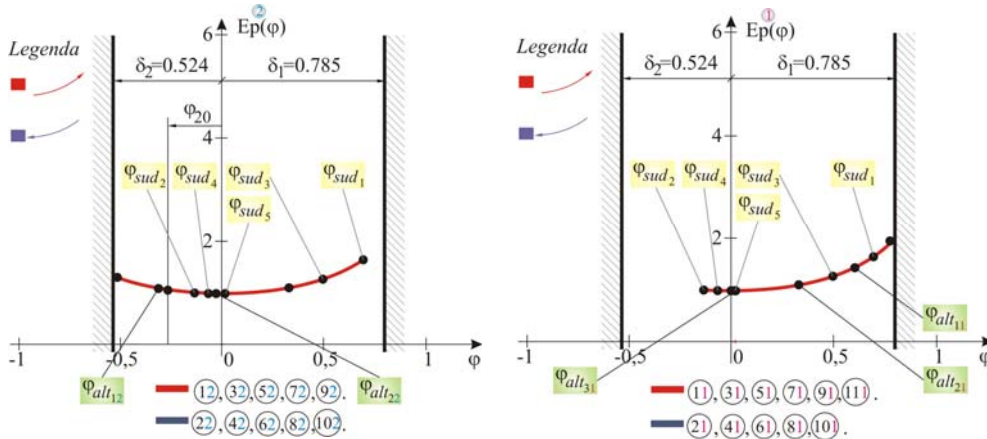 ② ①
Ep(φ) Ep(φ)
6 6
Legenda Legenda
δ₂=0.524 δ₁=0.785 δ₂=0.524 δ₁=0.785
φ₂₀
4 4
φsud₂ φsud₄ φsud₃ φsud₁ φsud₂ φsud₄ φsud₃ φsud₁
φsud₅ φsud₅
2 2
φalt₁₁
-1 -0,5 0 0,5 1 φ -1 -0,5 0 0,5 1 φ
φalt₁₂ φalt₂₂ φalt₃₁ φalt₂₁
12, 32, 52, 72, 92. 11, 31, 51, 71, 91, 111.
22, 42, 62, 82, 102. 21, 41, 61, 81, 101.